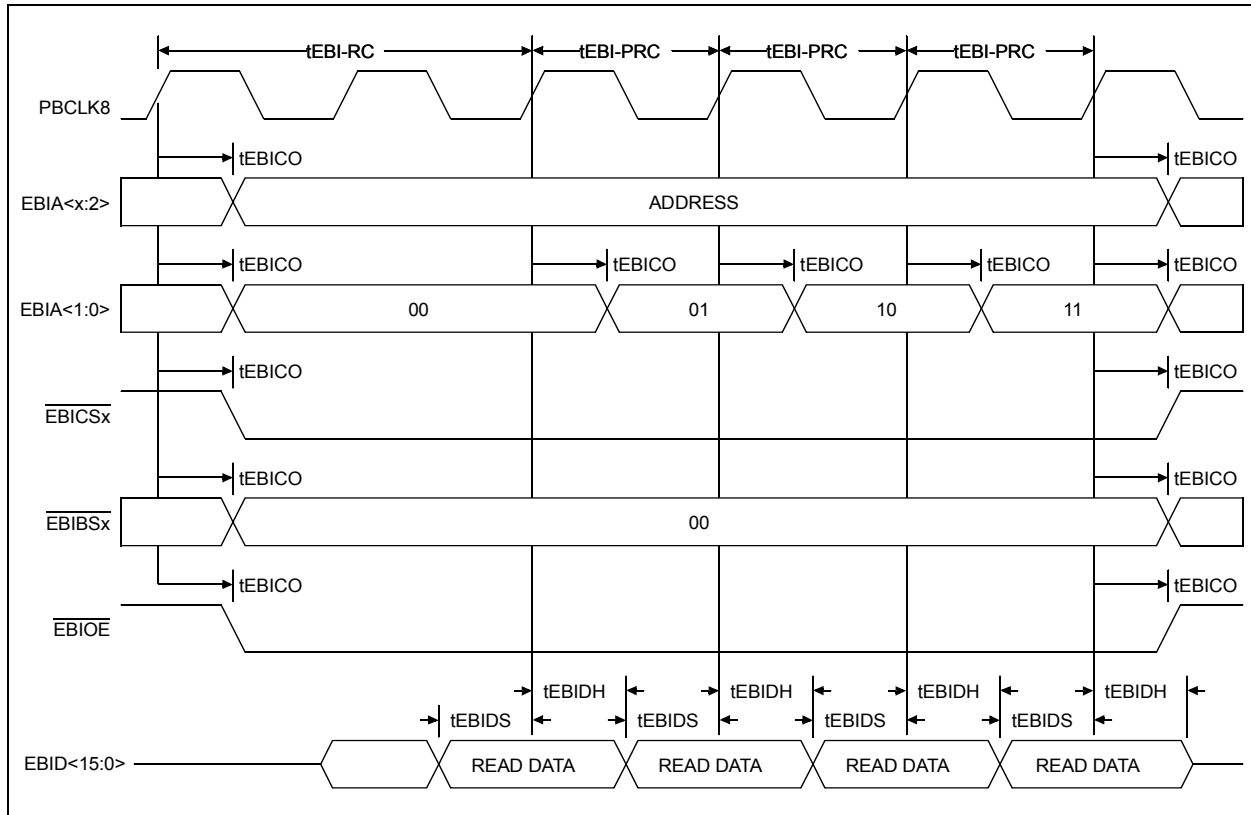 tEBI-RC tEBI-PRC tEBI-PRC tEBI-PRC
PBCLK8
tEBICO tEBICO
EBIA<x:2> ADDRESS
tEBICO tEBICO tEBICO tEBICO tEBICO
EBIA<1:0> 00 01 10 11
tEBICO tEBICO
EBICSx
tEBICO tEBICO
EBIBSx 00
tEBICO tEBICO
EBIOE
tEBIDH tEBIDH tEBIDH tEBIDH
tEBIDS tEBIDS tEBIDS tEBIDS
EBID<15:0> READ DATA READ DATA READ DATA READ DATA